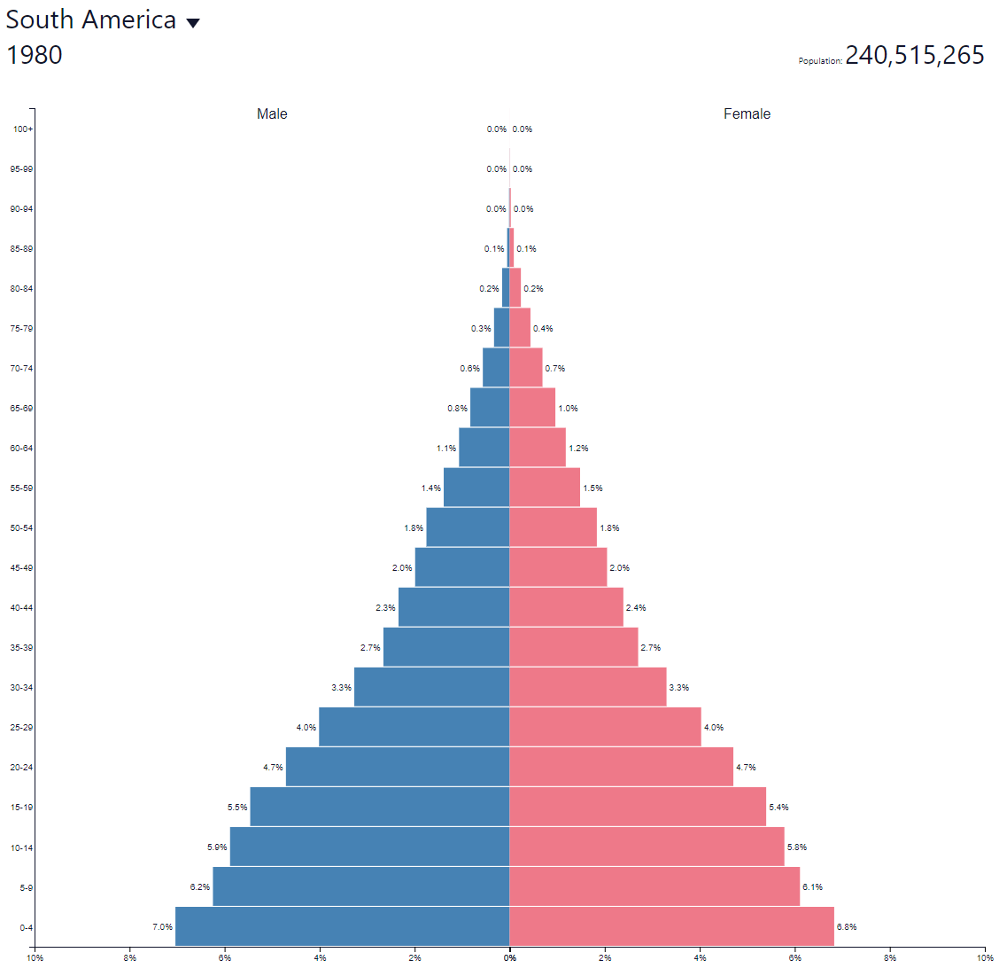 South America
1980
Population: 240,515,265
Male Female
100+ 0.0% 0.0%
95-99 0.0% 0.0%
90-94 0.0% 0.0%
85-89 0.1% 0.1%
80-84 0.2% 0.2%
75-79 0.3% 0.4%
70-74 0.6% 0.7%
65-69 0.8% 1.0%
60-64 1.1% 1.2%
55-59 1.4% 1.5%
50-54 1.8% 1.8%
45-49 2.0% 2.0%
40-44 2.3% 2.4%
35-39 2.7% 2.7%
30-34 3.3% 3.3%
25-29 4.0% 4.0%
20-24 4.7% 4.7%
15-19 5.5% 5.4%
10-14 5.9% 5.8%
5-9 6.2% 6.1%
0-4 7.0% 6.8%
10% 8% 6% 4% 2% 0% 2% 4% 6% 8% 10%